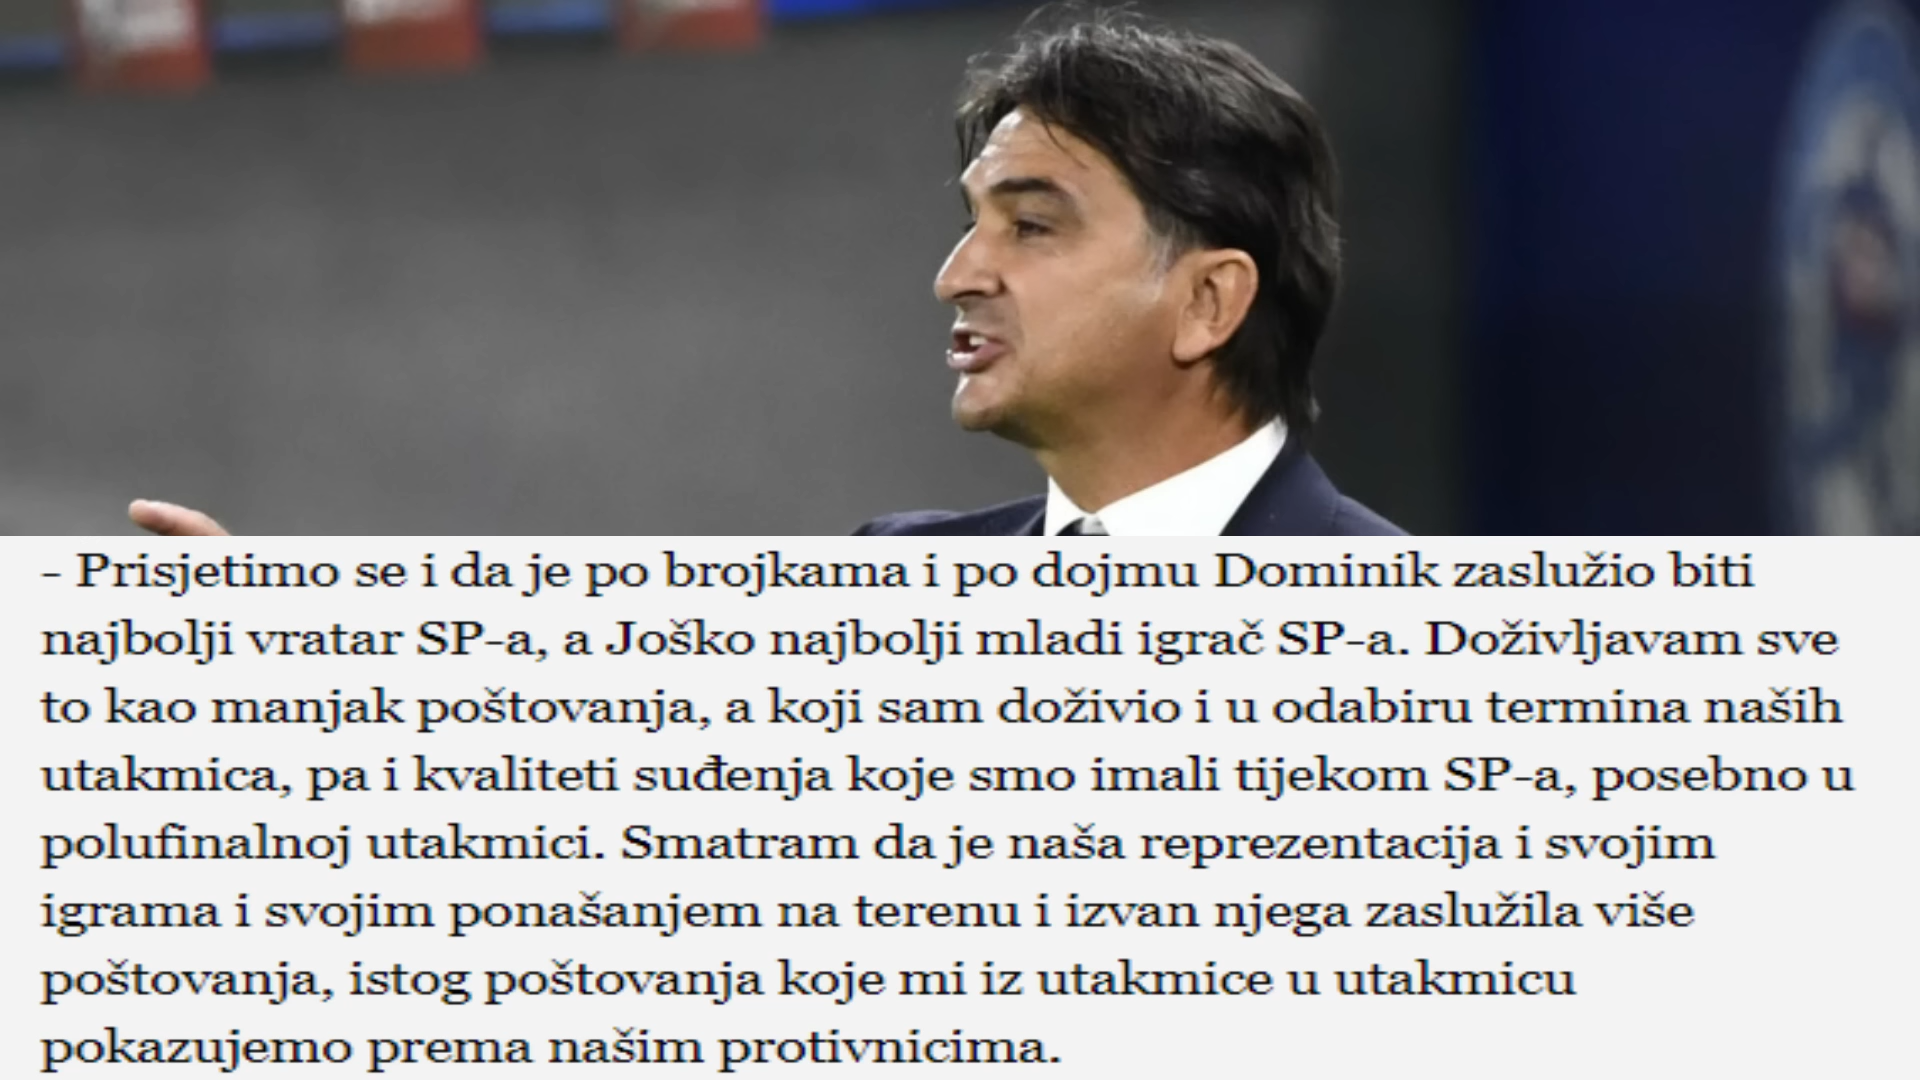 - Prisjetimo se i da je po brojkama i po dojmu Dominik zaslužio biti
najbolji vratar SP-a, a Joško najbolji mladi igrač SP-a. Doživljavam sve
to kao manjak poštovanja, a koji sam doživio i u odabiru termina naših
utakmica, pa i kvaliteti suđenja koje smo imali tijekom SP-a, posebno u
polufinalnoj utakmici. Smatram da je naša reprezentacija i svojim
igrama i svojim ponašanjem na terenu i izvan njega zaslužila više
poštovanja, istog poštovanja koje mi iz utakmice u utakmicu
pokazujemo prema našim protivnicima.